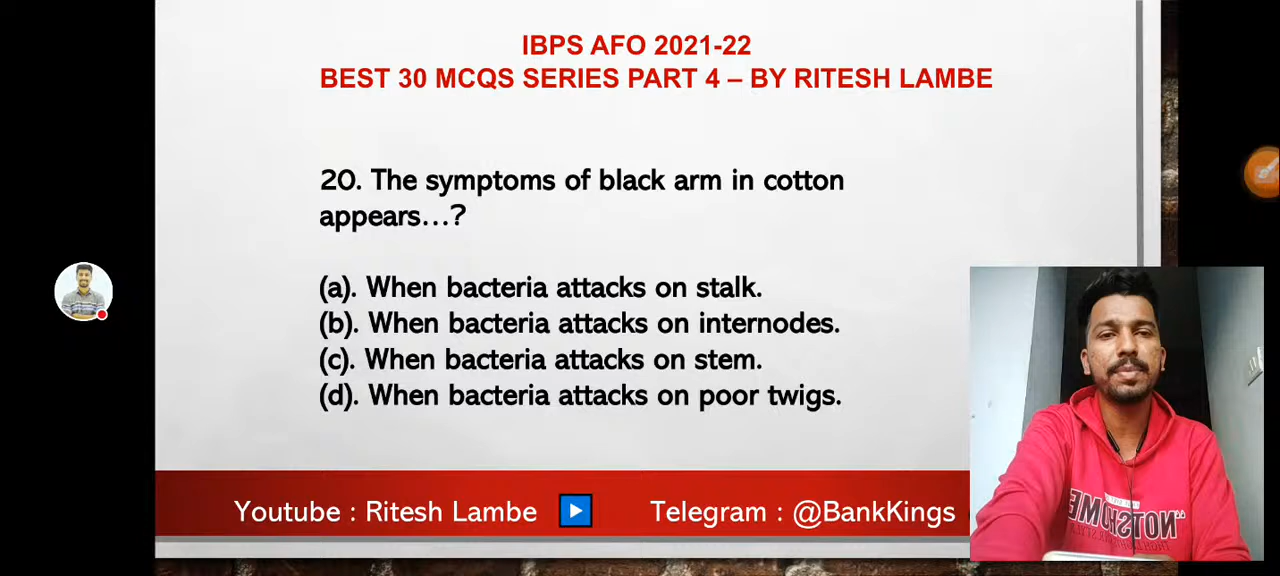 IBPS AFO 2021-22
BEST 30 MCQS SERIES PART 4 – BY RITESH LAMBE
20. The symptoms of black arm in cotton
appears...?
(a). When bacteria attacks on stalk.
(b). When bacteria attacks on internodes.
(c). When bacteria attacks on stem.
(d). When bacteria attacks on poor twigs.
Youtube : Ritesh Lambe
Telegram : @BankKings